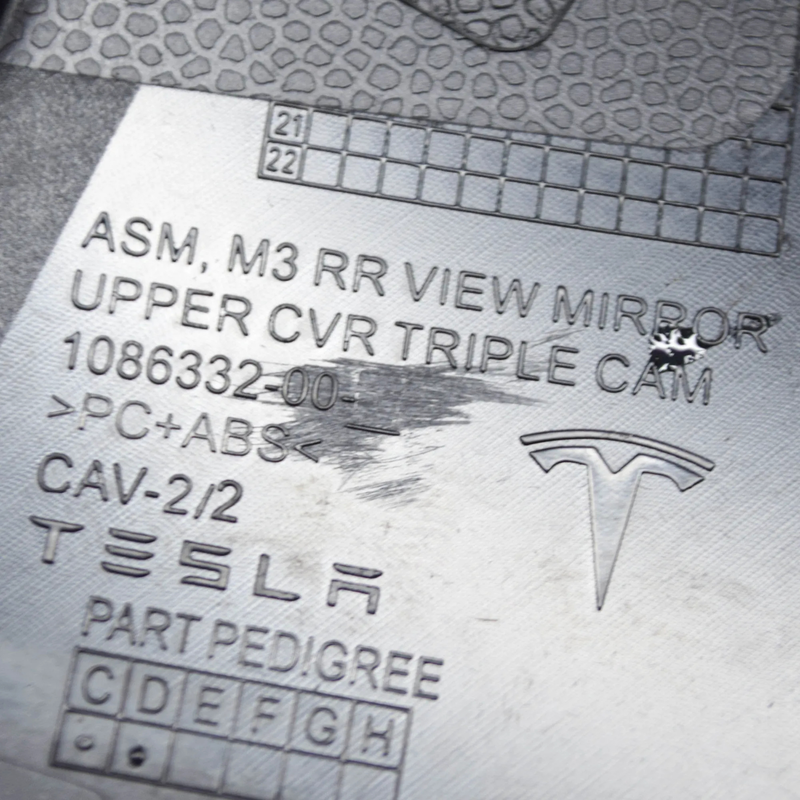 21
22
ASM, M3 RR VIEW MIRROR
UPPER CVR TRIPLE CAM
1086332-00-__
>PC+ABS<
CAV-2/2
TESLA
PART PEDIGREE
C D E F G H